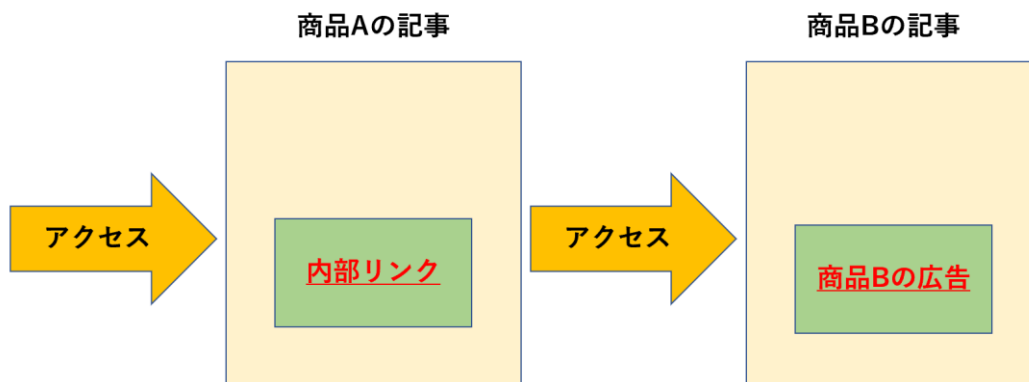 商品Aの記事
商品Bの記事
アクセス
内部リンク
アクセス
商品Bの広告